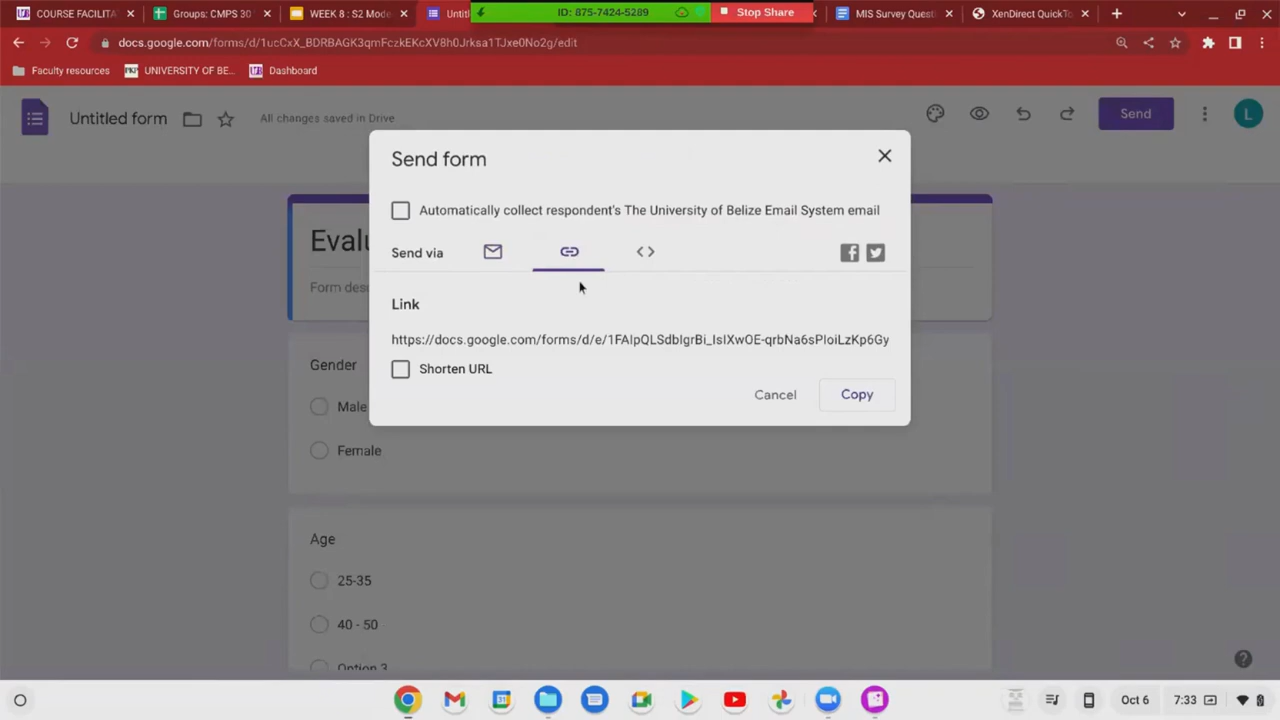 COURSE FACILITA
Groups: CMPS 30
WEEK 8 : S2 Mode
Untitl
ID: 875-7424-5289
Stop Share
MIS Survey Questi
XenDirect QuickTo
docs.google.com/forms/d/1ucCxX_BDRBAGK3qmFczkEKcXV8h0Jrksa1TJxe0No2g/edit
Faculty resources
UNIVERSITY OF BE...
Dashboard
Untitled form
All changes saved in Drive
Send
L
Send form
Automatically collect respondent's The University of Belize Email System email
Send via
Link
https://docs.google.com/forms/d/e/1FAIpQLSdbIgrBi_IsIXwOE-qrbNa6sPIoiLzKp6Gy
Shorten URL
Cancel
Copy
Evalu
Form desc
Gender
Male
Female
Age
25-35
40 - 50
Option 3
Oct 6
7:33